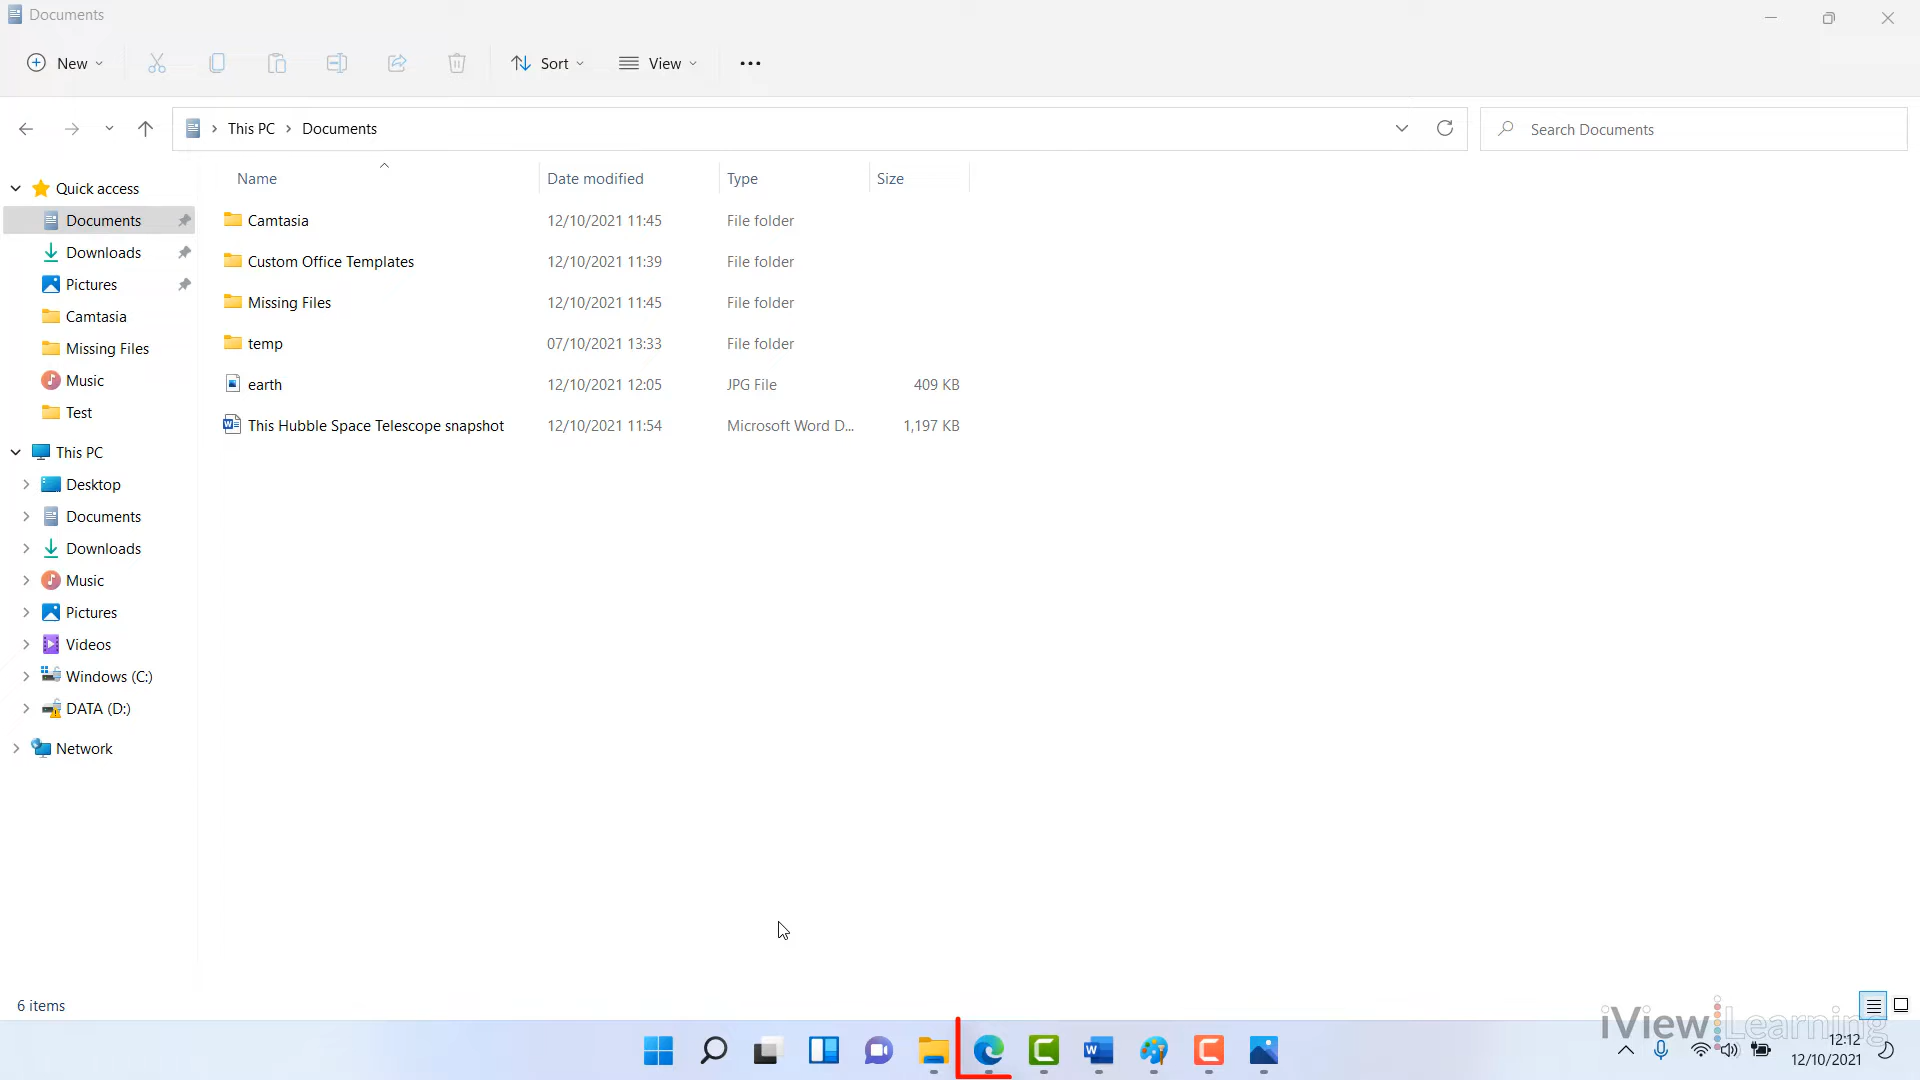 Documents
New
Sort
View
This PC
Documents
Search Documents
Name
Date modified
Type
Size
Quick access
Documents
Downloads
Pictures
Camtasia
Missing Files
Music
Test
This PC
Desktop
Documents
Downloads
Music
Pictures
Videos
Windows (C:)
DATA (D:)
Network
Camtasia 12/10/2021 11:45 File folder
Custom Office Templates 12/10/2021 11:39 File folder
Missing Files 12/10/2021 11:45 File folder
temp 07/10/2021 13:33 File folder
earth 12/10/2021 12:05 JPG File 409 KB
This Hubble Space Telescope snapshot 12/10/2021 11:54 Microsoft Word D... 1,197 KB
6 items
iView Learning
12:12
12/10/2021